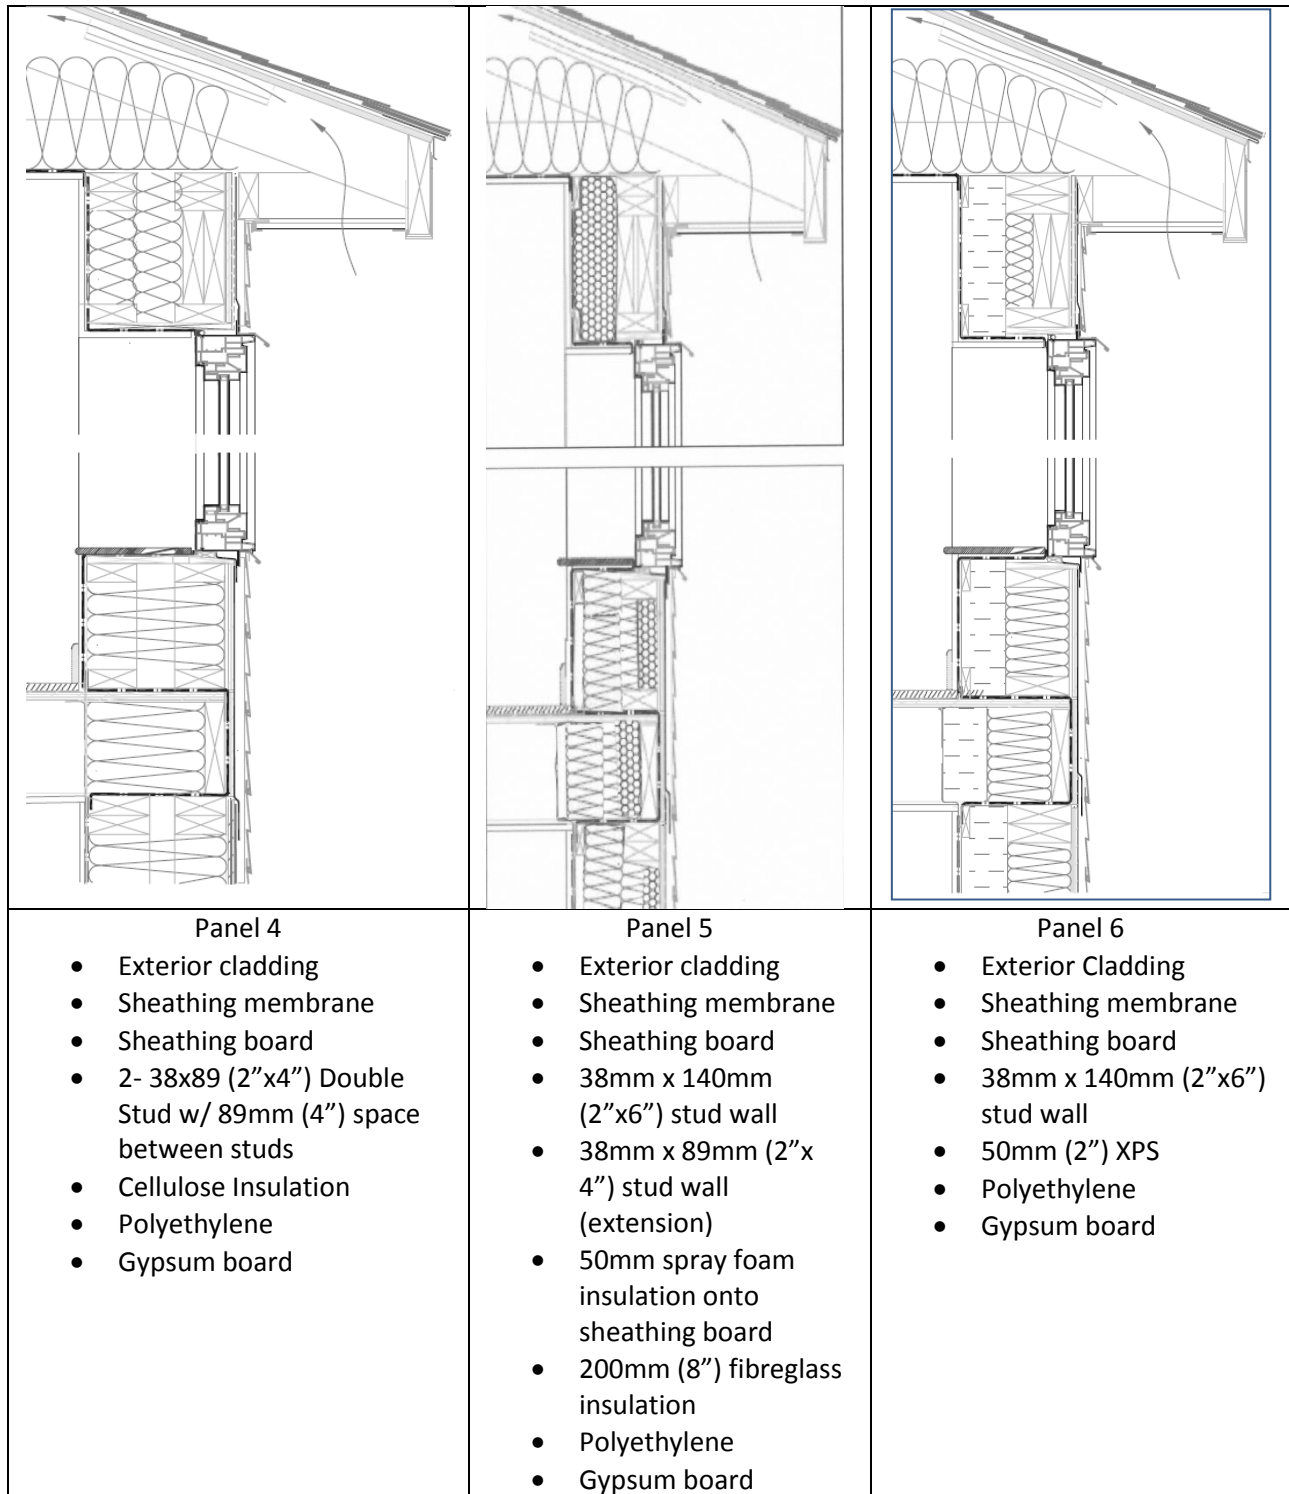 Panel 4
• Exterior cladding
• Sheathing membrane
• Sheathing board
• 2- 38x89 (2”x4”) Double
Stud w/ 89mm (4”) space
between studs
• Cellulose Insulation
• Polyethylene
• Gypsum board
Panel 5
• Exterior cladding
• Sheathing membrane
• Sheathing board
• 38mm x 140mm
(2”x6”) stud wall
• 38mm x 89mm (2”x
4”) stud wall
(extension)
• 50mm spray foam
insulation onto
sheathing board
• 200mm (8”) fibreglass
insulation
• Polyethylene
• Gypsum board
Panel 6
• Exterior Cladding
• Sheathing membrane
• Sheathing board
• 38mm x 140mm (2”x6”)
stud wall
• 50mm (2”) XPS
• Polyethylene
• Gypsum board